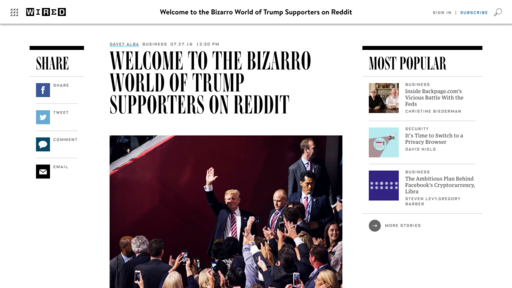 WIRED
Welcome to the Bizarro World of Trump Supporters on Reddit
SIGN IN | SUBSCRIBE
SHARE
SHARE
TWEET
COMMENT
EMAIL
DAVEY ALBA BUSINESS 07.27.16 12:00 PM
WELCOME TO THE BIZARRO
WORLD OF TRUMP
SUPPORTERS ON REDDIT
MOST POPULAR
BUSINESS
Inside Backpage.com's
Vicious Battle With the
Feds
CHRISTINE BIEDERMAN
SECURITY
It's Time to Switch to a
Privacy Browser
DAVID NIELD
BUSINESS
The Ambitious Plan Behind
Facebook's Cryptocurrency,
Libra
STEVEN LEVY,GREGORY
BARBER
MORE STORIES